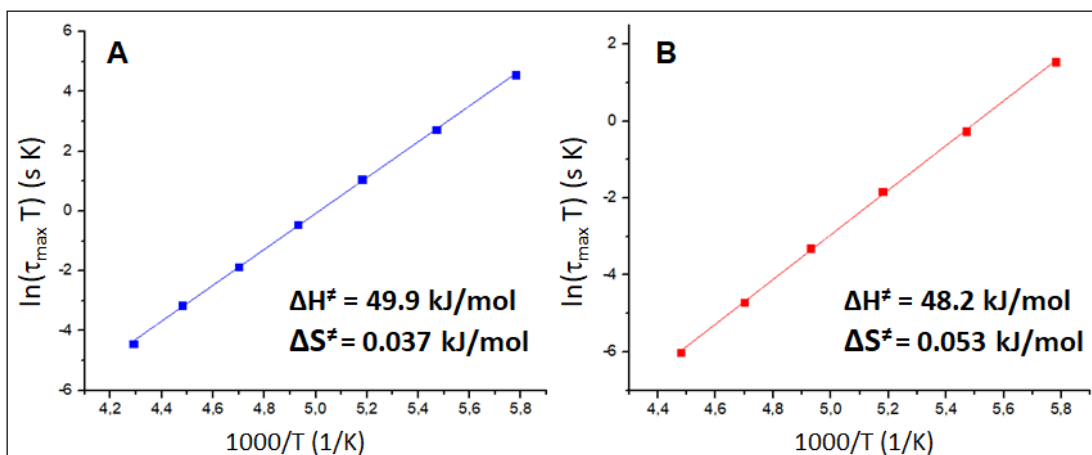 A
ln(τmax T) (s K)
6
4
2
0
-2
-4
-6
ΔH≠ = 49.9 kJ/mol
ΔS≠ = 0.037 kJ/mol
4,2 4,4 4,6 4,8 5,0 5,2 5,4 5,6 5,8
1000/T (1/K)
B
ln(τmax T) (s K)
2
0
-2
-4
-6
ΔH≠ = 48.2 kJ/mol
ΔS≠ = 0.053 kJ/mol
4,4 4,6 4,8 5,0 5,2 5,4 5,6 5,8
1000/T (1/K)